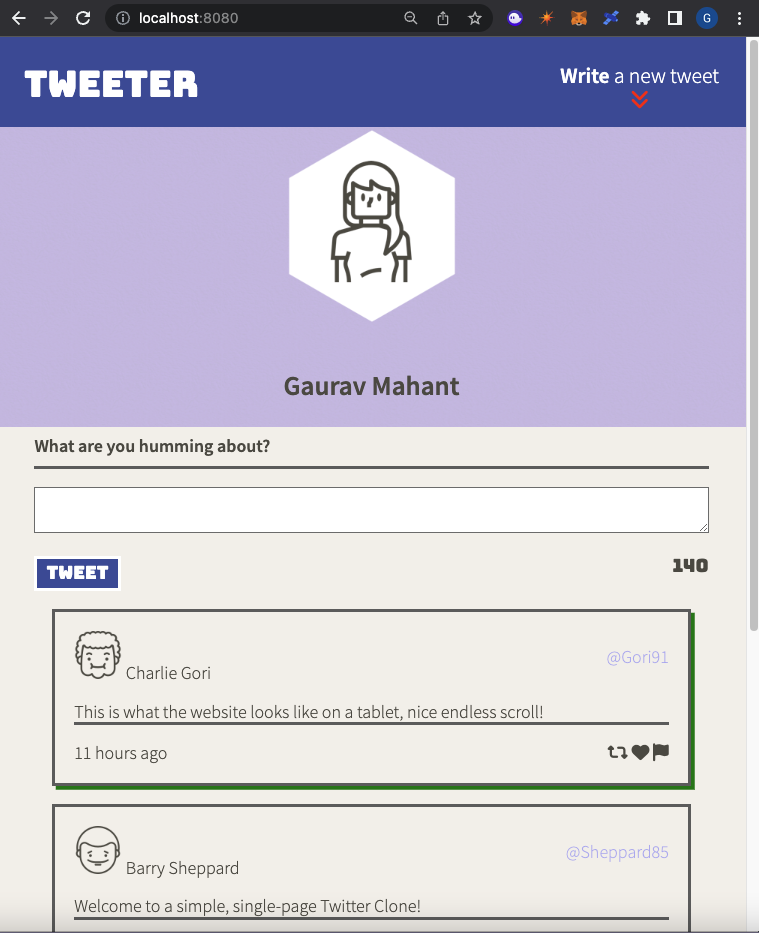 localhost:8080
G
TWEETER
Write a new tweet
Gaurav Mahant
What are you humming about?
TWEET
140
Charlie Gori
@Gori91
This is what the website looks like on a tablet, nice endless scroll!
11 hours ago
Barry Sheppard
@Sheppard85
Welcome to a simple, single-page Twitter Clone!